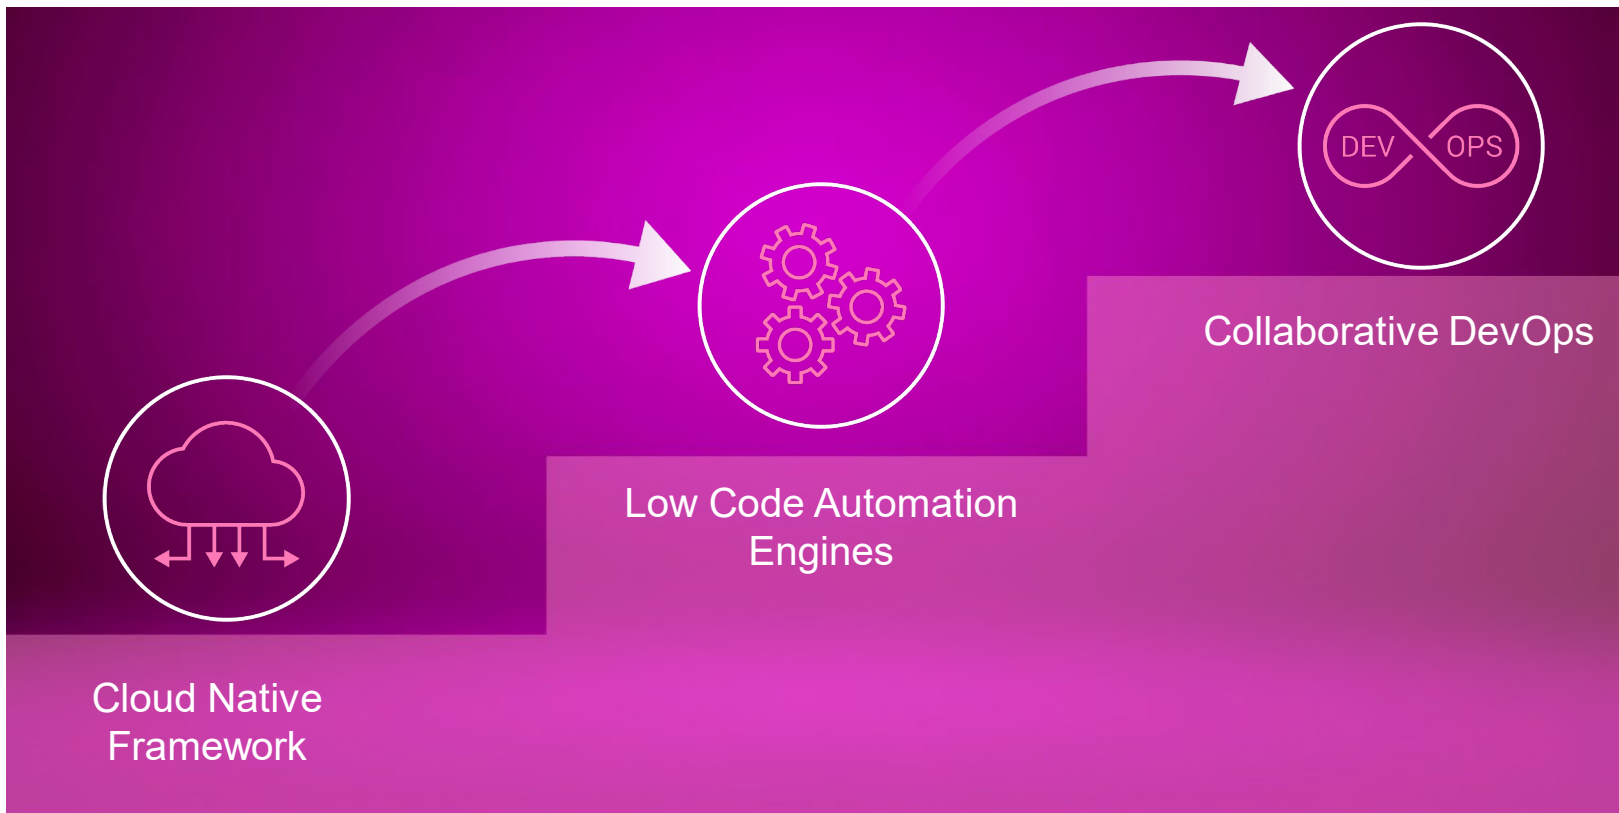 DEV OPS
Collaborative DevOps
Low Code Automation
Engines
Cloud Native
Framework